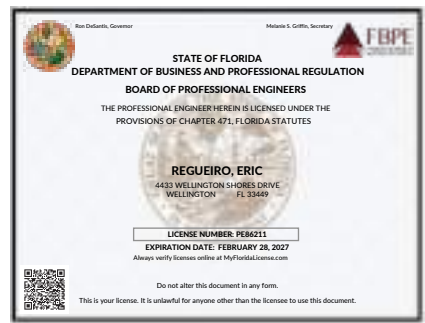 Ron DeSantis, Governor
Melanie S. Griffin, Secretary
FBPE
STATE OF FLORIDA
DEPARTMENT OF BUSINESS AND PROFESSIONAL REGULATION
BOARD OF PROFESSIONAL ENGINEERS
THE PROFESSIONAL ENGINEER HEREIN IS LICENSED UNDER THE
PROVISIONS OF CHAPTER 471, FLORIDA STATUTES
REGUEIRO, ERIC
4433 WELLINGTON SHORES DRIVE
WELLINGTON FL 33449
LICENSE NUMBER: PE86211
EXPIRATION DATE: FEBRUARY 28, 2027
Always verify licenses online at MyFloridaLicense.com
Do not alter this document in any form.
This is your license. It is unlawful for anyone other than the licensee to use this document.